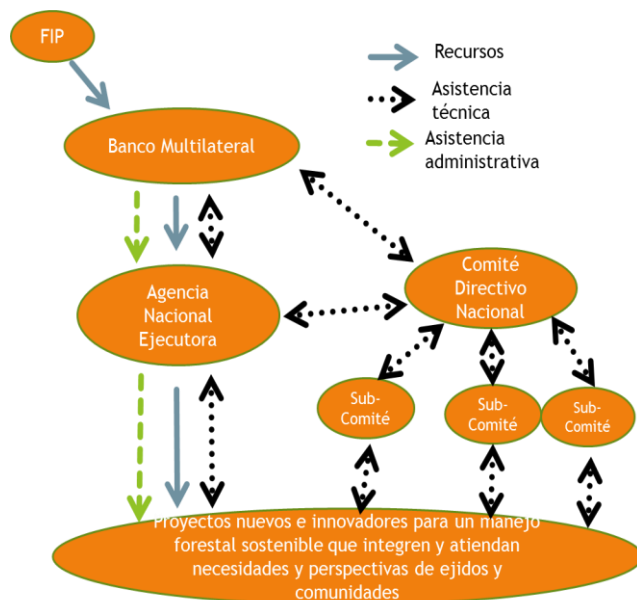 FIP
Recursos
Asistencia
técnica
Asistencia
administrativa
Banco Multilateral
Comité
Directivo
Nacional
Agencia
Nacional
Ejecutora
Sub-
Comité
Sub-
Comité
Sub-
Comité
Proyectos nuevos e innovadores para un manejo
forestal sostenible que integren y atiendan
necesidades y perspectivas de ejidos y
comunidades